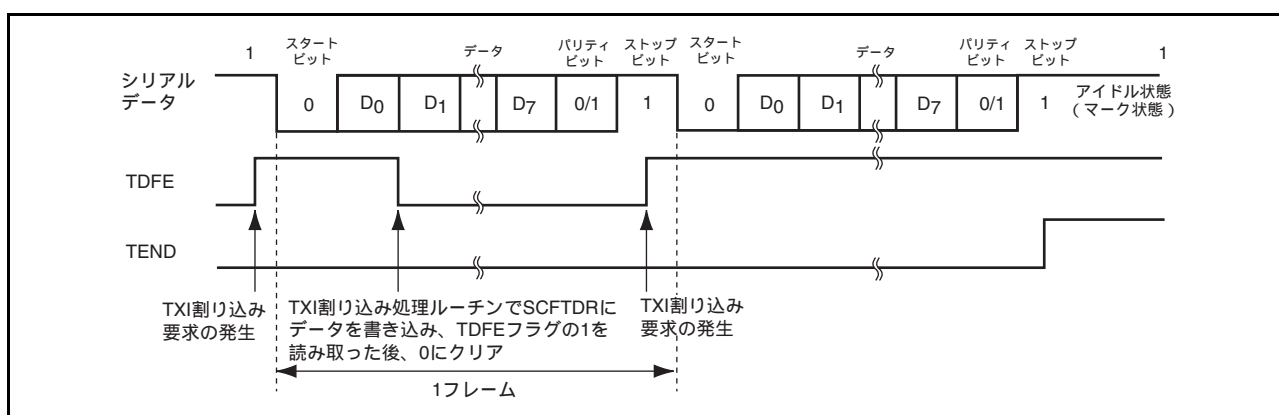 1 スタート ビット データ パリティ ビット ストップ ビット スタート ビット データ パリティ ビット ストップ ビット 1
シリアル
データ
0 D0 D1 D7 0/1 1 0 D0 D1 D7 0/1 1 アイドル状態
(マーク状態)
TDFE
TEND
TXI割り込み
要求の発生
TXI割り込み処理ルーチンでSCFTDRに
データを書き込み、TDFEフラグの1を
読み取った後、0にクリア
TXI割り込み
要求の発生
1フレーム